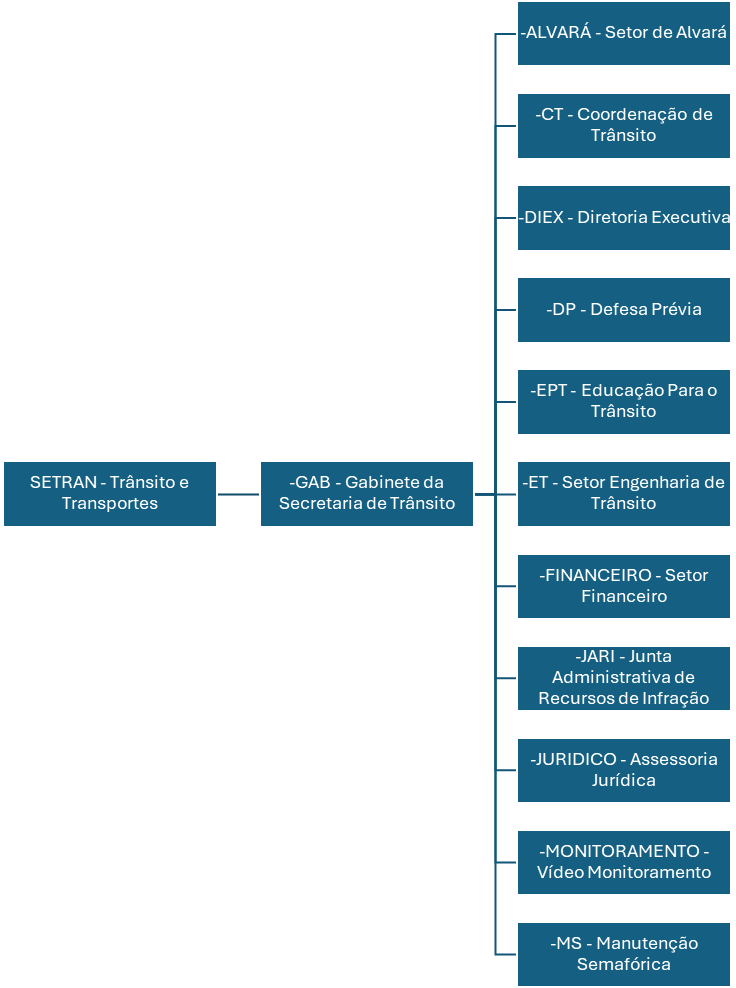 SETRAN - Trânsito e
Transportes
-GAB - Gabinete da
Secretaria de Trânsito
-ALVARÁ - Setor de Alvará
-CT - Coordenação de
Trânsito
-DIEX - Diretoria Executiva
-DP - Defesa Prévia
-EPT - Educação Para o
Trânsito
-ET - Setor Engenharia de
Trânsito
-FINANCEIRO - Setor
Financeiro
-JARI - Junta
Administrativa de
Recursos de Infração
-JURIDICO - Assessoria
Jurídica
-MONITORAMENTO -
Vídeo Monitoramento
-MS - Manutenção
Semafórica